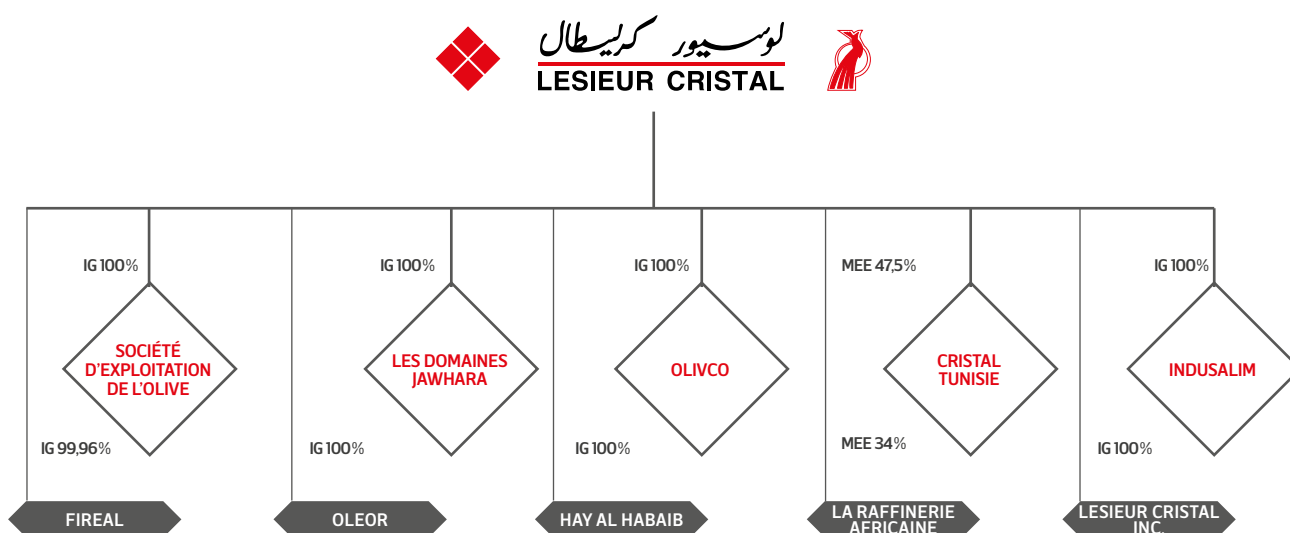 لوسيور كريسطال
LESIEUR CRISTAL
IG 100%
IG 100%
IG 100%
MEE 47,5%
IG 100%
SOCIÉTÉ
D'EXPLOITATION
DE L'OLIVE
LES DOMAINES
JAWHARA
OLIVCO
CRISTAL
TUNISIE
INDUSALIM
IG 99,96%
IG 100%
IG 100%
MEE 34%
IG 100%
FIREAL
OLEOR
HAY AL HABAIB
LA RAFFINERIE
AFRICAINE
LESIEUR CRISTAL
INC.